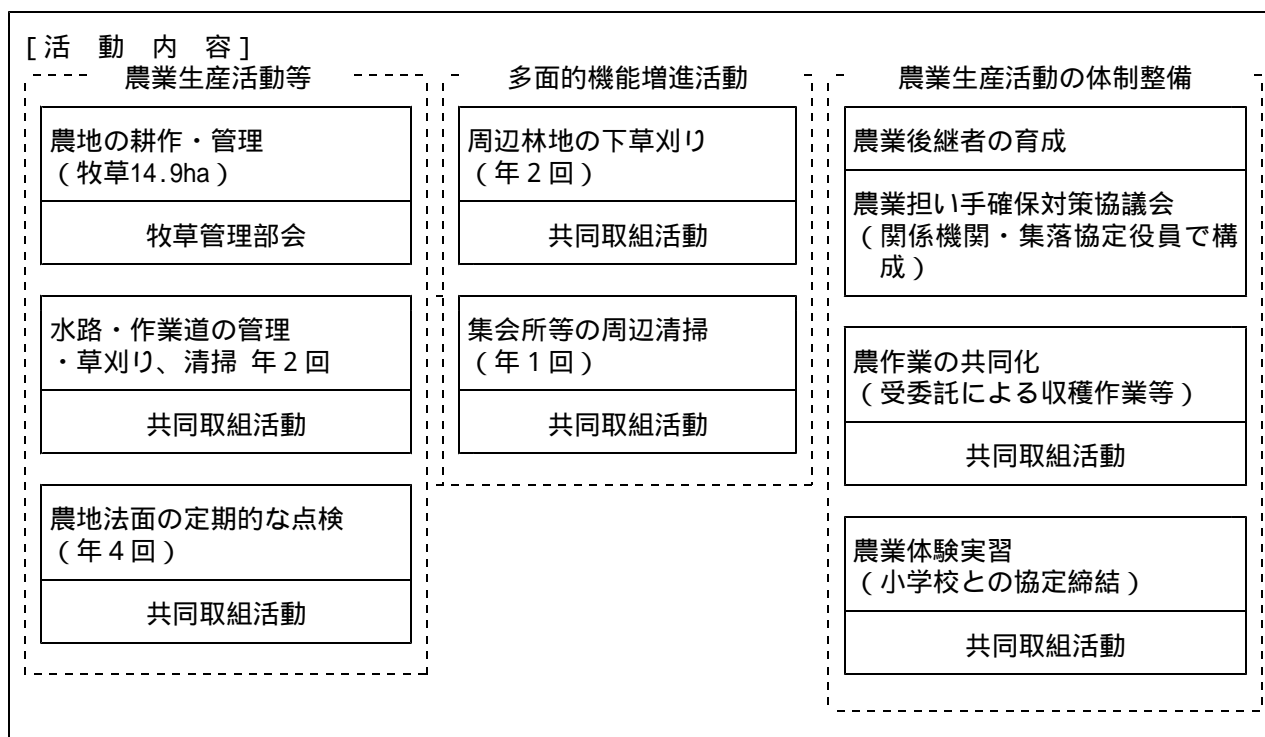 [活　動　内　容]
農業生産活動等
農地の耕作・管理
（牧草14.9ha）
牧草管理部会
水路・作業道の管理
・草刈り、清掃 年２回
共同取組活動
農地法面の定期的な点検
（年４回）
共同取組活動
多面的機能増進活動
周辺林地の下草刈り
（年２回）
共同取組活動
集会所等の周辺清掃
（年１回）
共同取組活動
農業生産活動の体制整備
農業後継者の育成
農業担い手確保対策協議会
（関係機関・集落協定役員で構
成）
農作業の共同化
（受委託による収穫作業等）
共同取組活動
農業体験実習
（小学校との協定締結）
共同取組活動